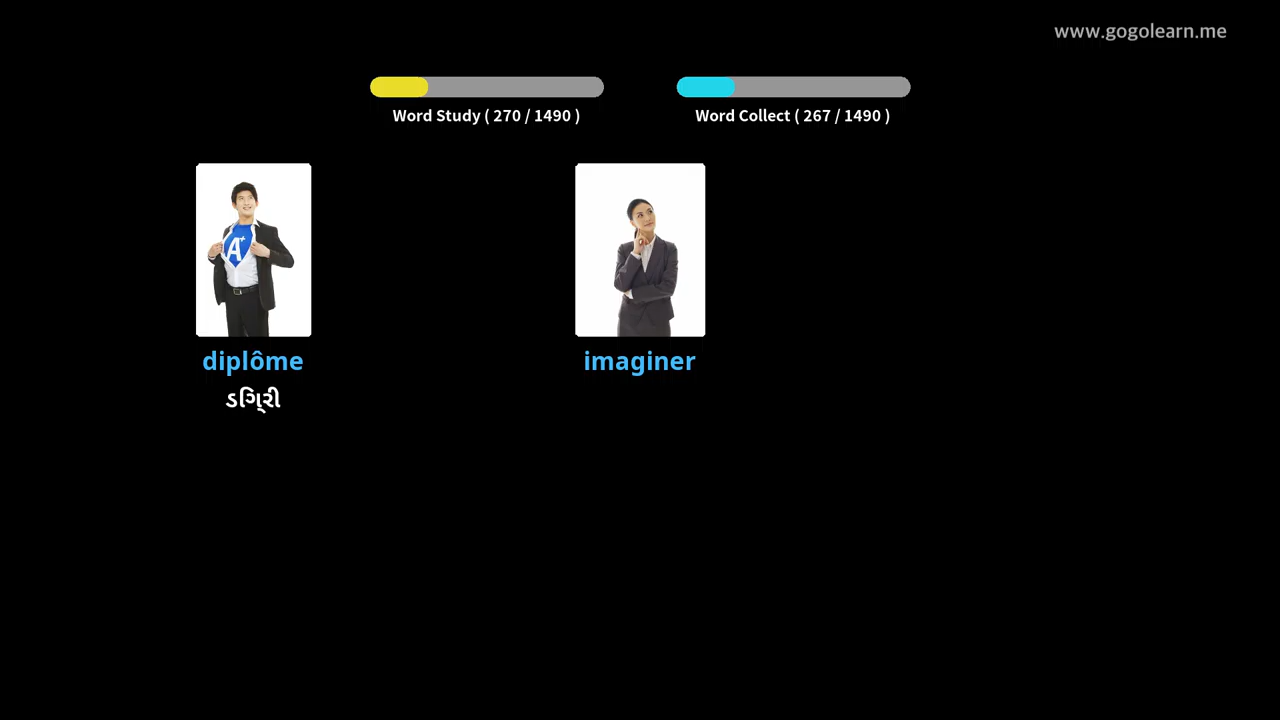 www.gogolearn.me
Word Study ( 270 / 1490 )
Word Collect ( 267 / 1490 )
A+
diplôme
imaginer
ડિગ્રી